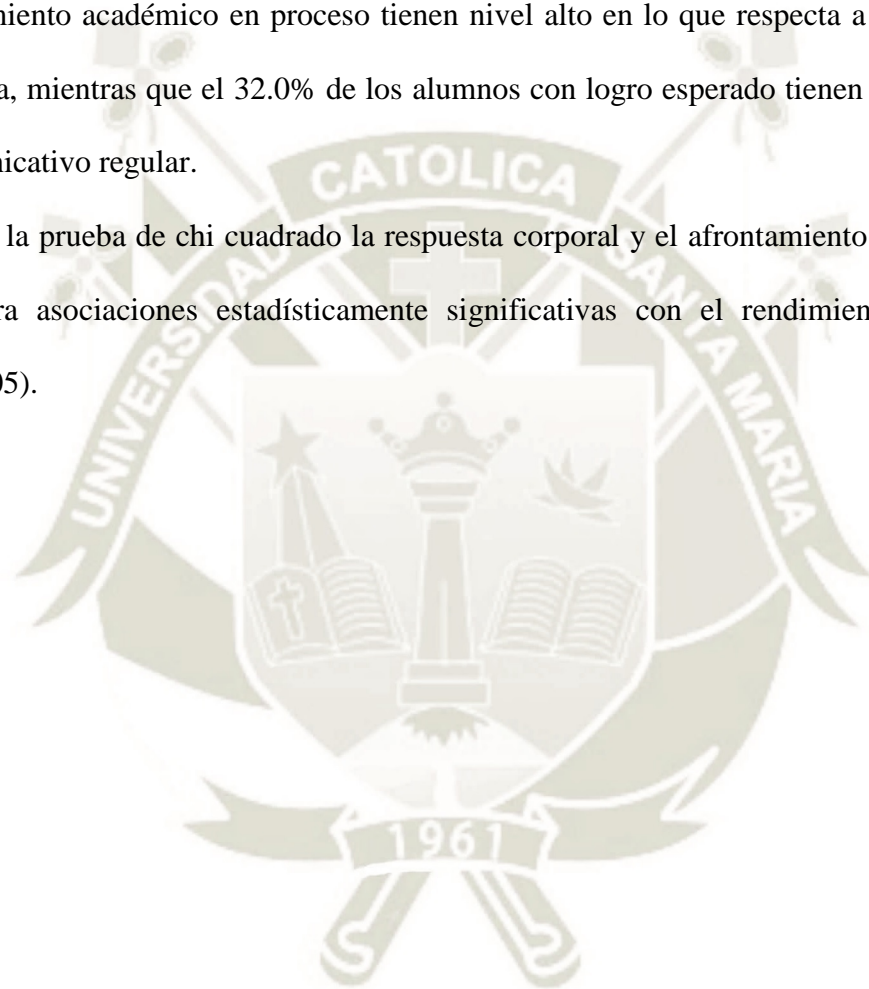 miento académico en proceso tienen nivel alto en lo que respecta a
a, mientras que el 32.0% de los alumnos con logro esperado tienen
nicativo regular.
la prueba de chi cuadrado la respuesta corporal y el afrontamiento
ra asociaciones estadísticamente significativas con el rendimien
05).
UNIVERSIDAD CATOLICA SANTA MARIA
1961